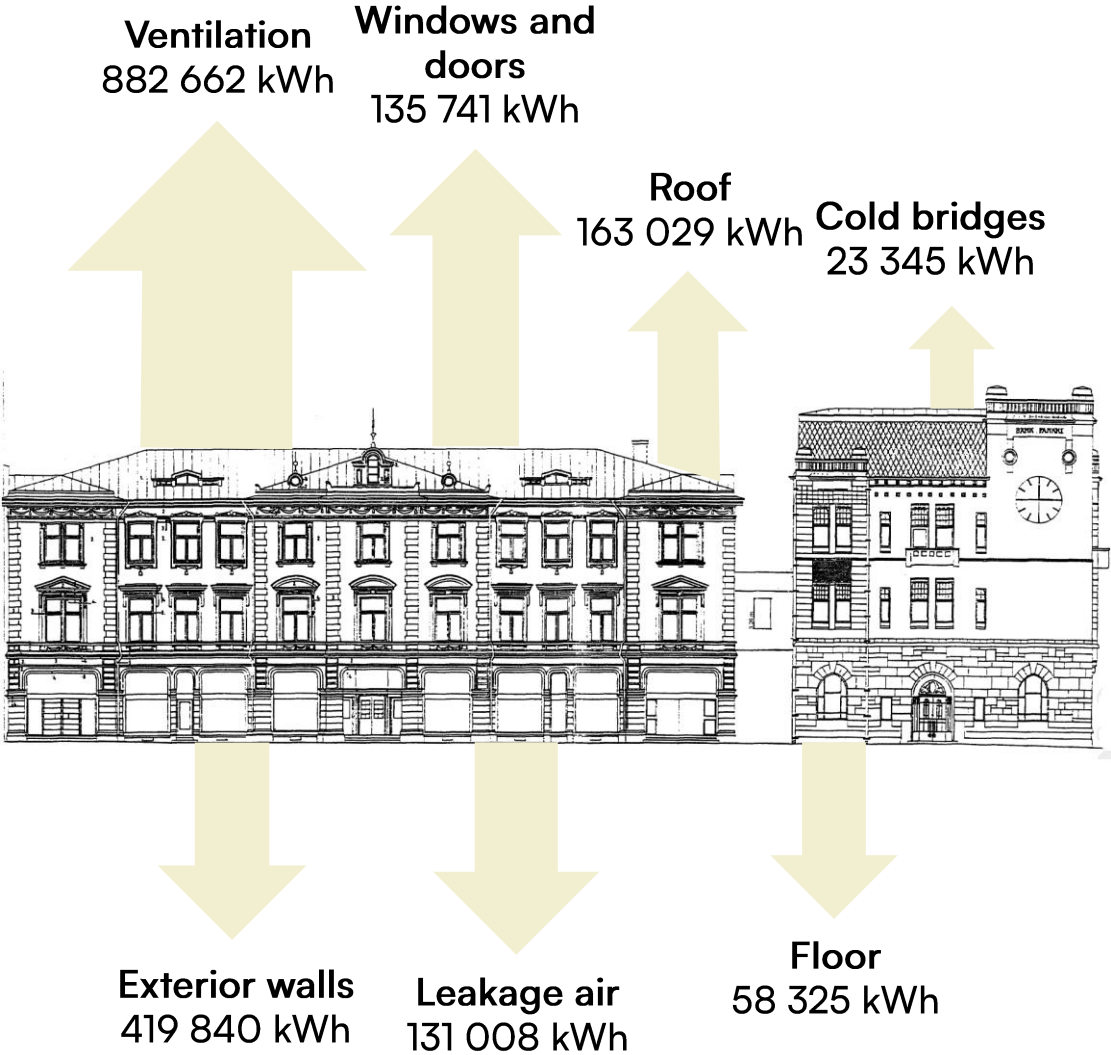 Ventilation
882 662 kWh
Windows and
doors
135 741 kWh
Roof
163 029 kWh
Cold bridges
23 345 kWh
Exterior walls
419 840 kWh
Leakage air
131 008 kWh
Floor
58 325 kWh